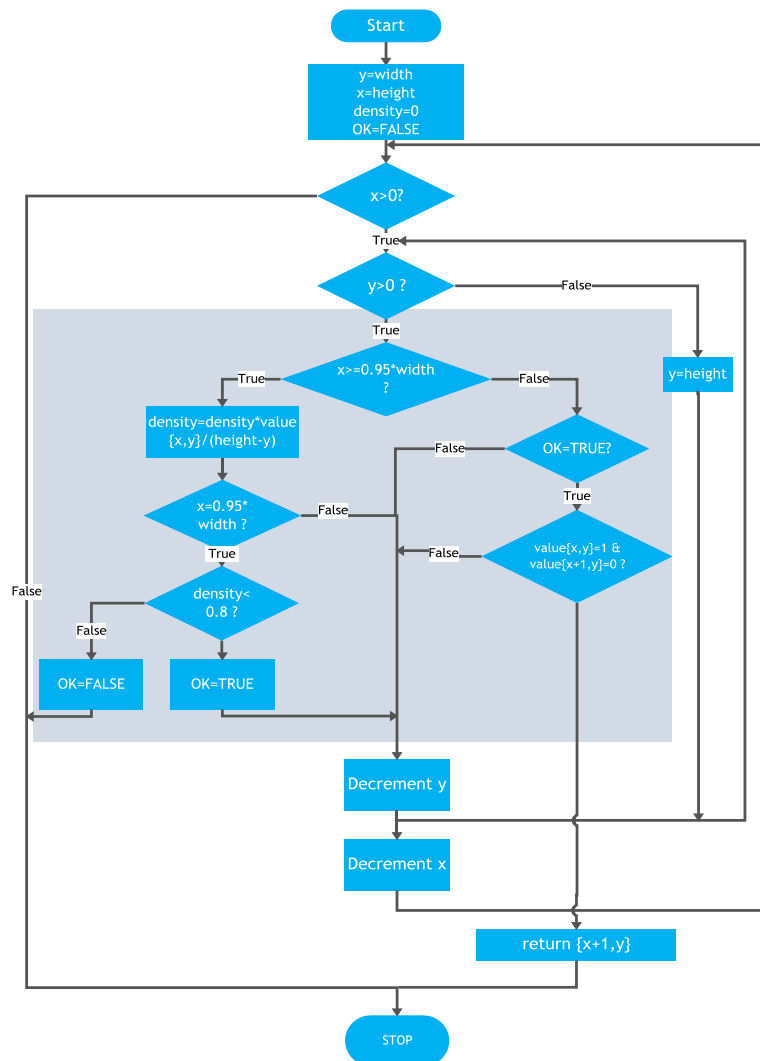 Start
y=width
x=height
density=0
OK=FALSE
x>0?
True
y>0 ?
False
True
x>=0.95*width
?
True
False
y=height
density=density*value
{x,y}/(height-y)
OK=TRUE?
False
x=0.95*
width ?
False
True
value{x,y}=1 &
value{x+1,y}=0 ?
False
True
density<
0.8 ?
False
False
OK=FALSE
OK=TRUE
Decrement y
Decrement x
return {x+1,y}
STOP